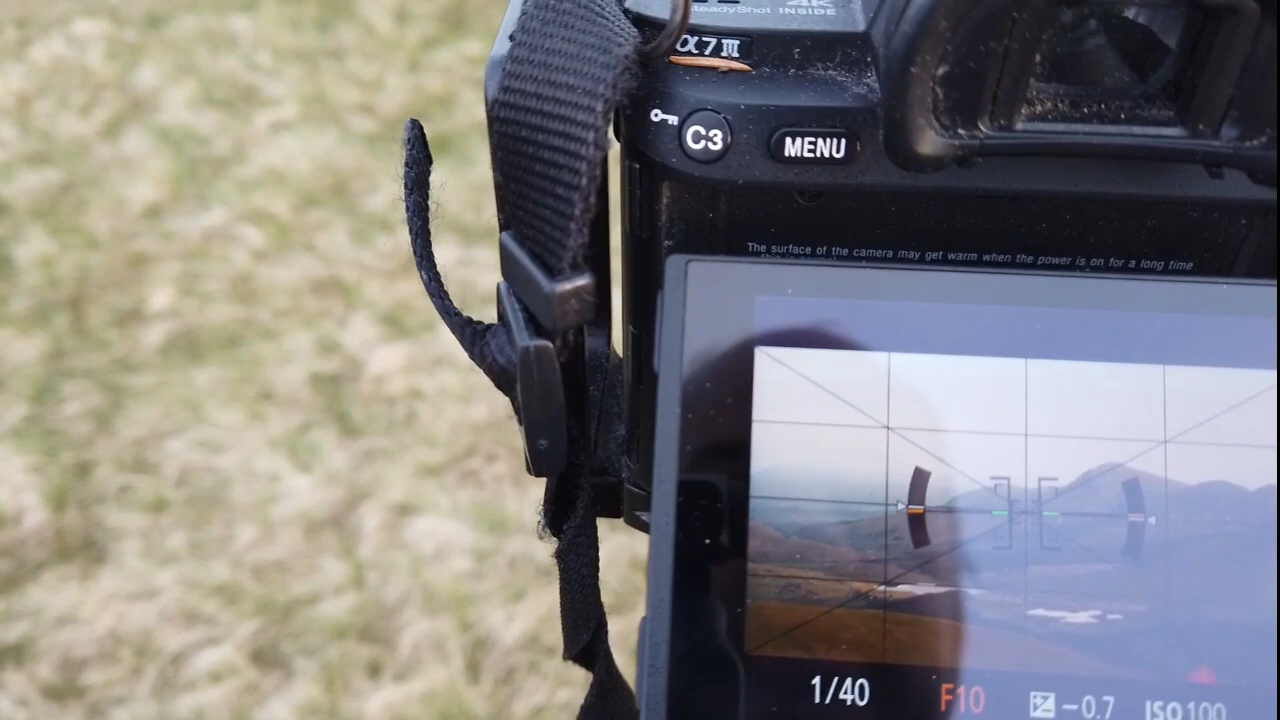 SteadyShot INSIDE
4K
α7III
C3
MENU
The surface of the camera may get warm when the power is on for a long time
1/40 F10 −0.7 ISO100